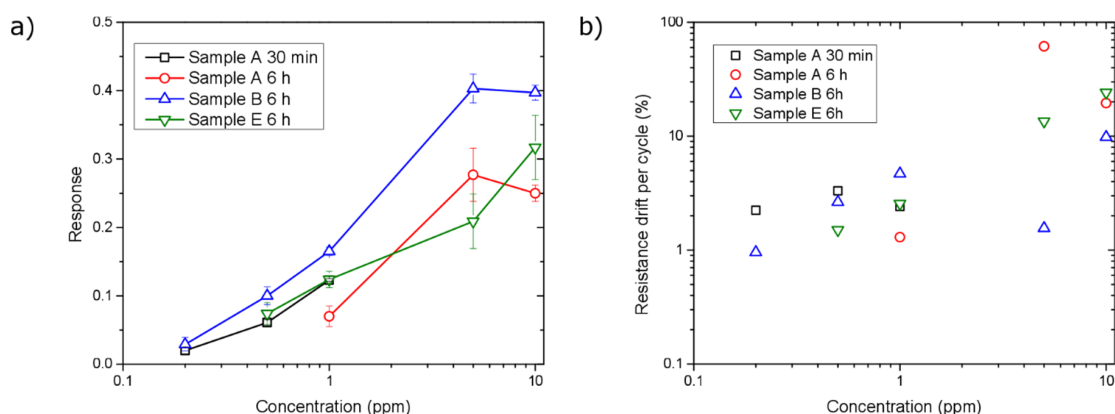 a)
0.5
0.4
0.3
0.2
0.1
0.0
Response
Sample A 30 min
Sample A 6 h
Sample B 6 h
Sample E 6 h
0.1
1
10
Concentration (ppm)
b)
100
10
1
0.1
Resistance drift per cycle (%)
Sample A 30 min
Sample A 6 h
Sample B 6h
Sample E 6h
0.1
1
10
Concentration (ppm)